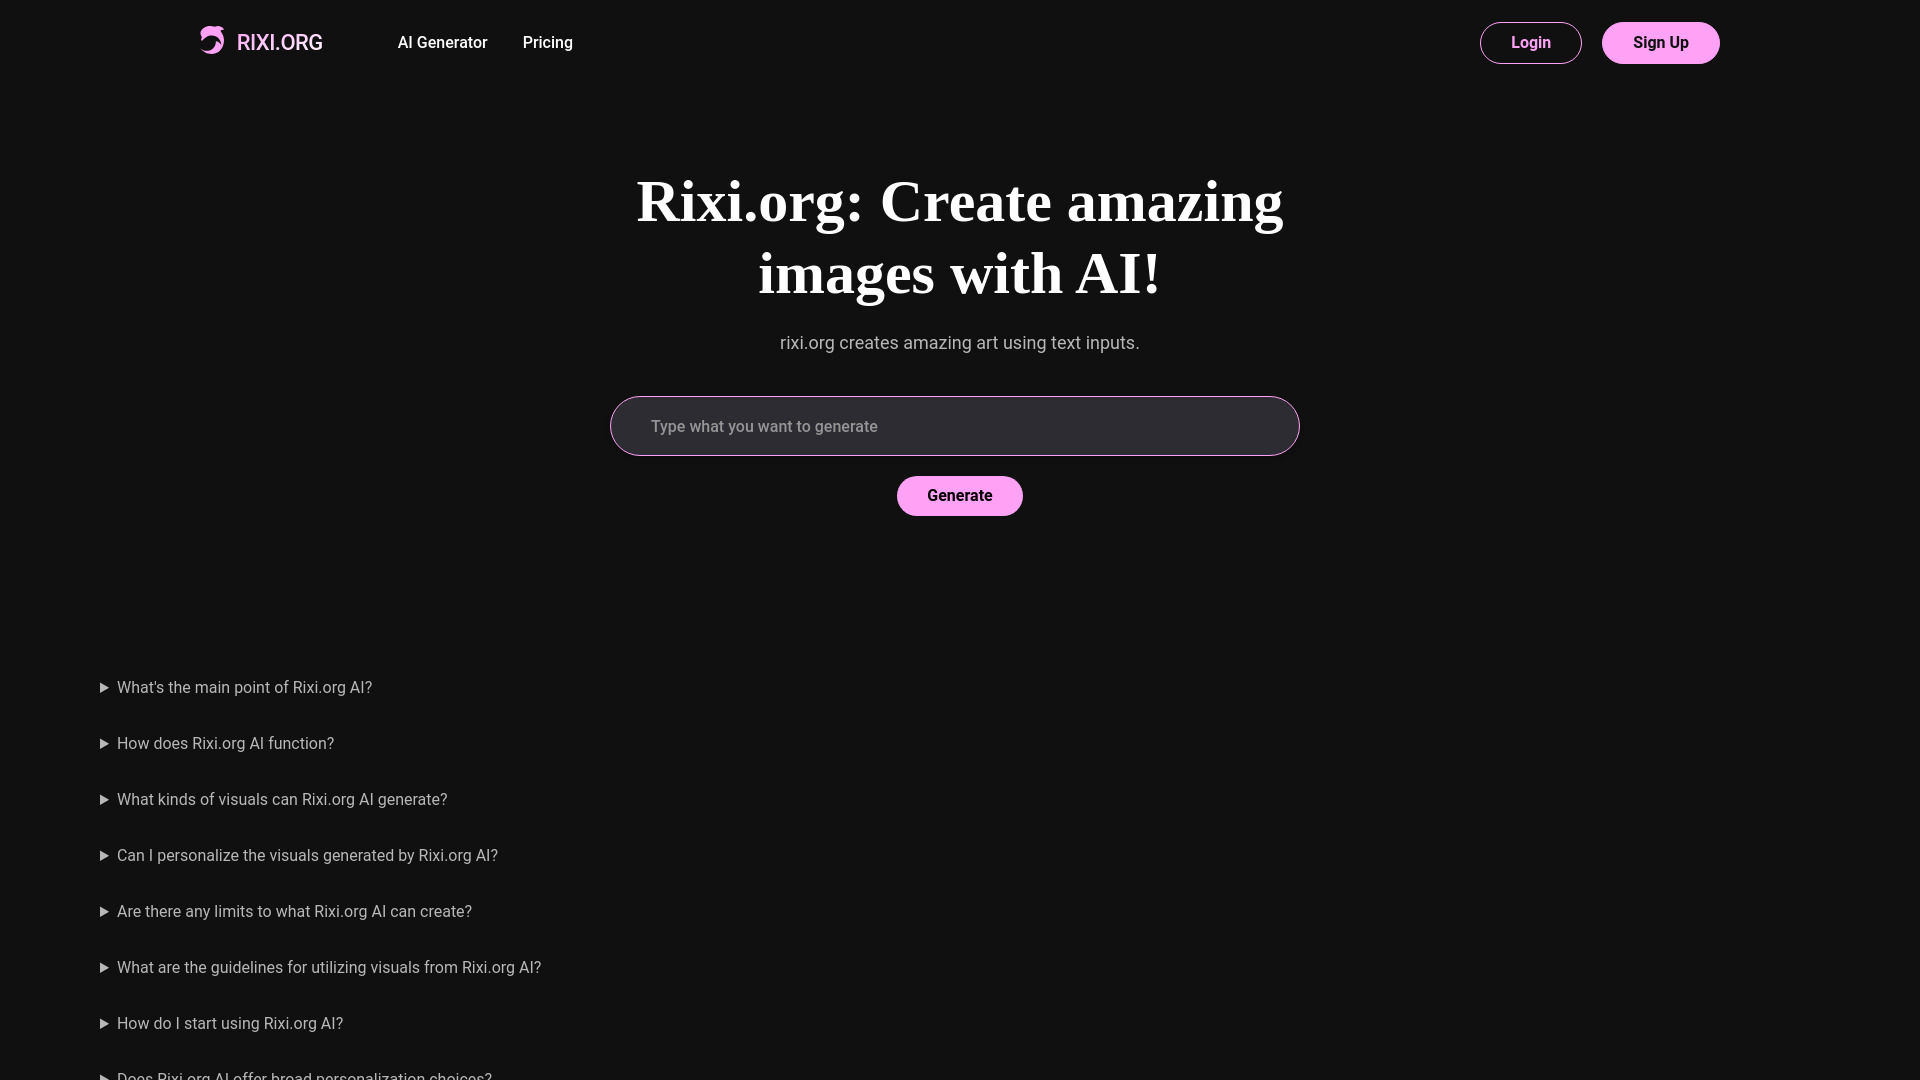 RIXI.ORG
AI Generator
Pricing
Login
Sign Up
Rixi.org: Create amazing
images with AI!
rixi.org creates amazing art using text inputs.
Type what you want to generate
Generate
What's the main point of Rixi.org AI?
How does Rixi.org AI function?
What kinds of visuals can Rixi.org AI generate?
Can I personalize the visuals generated by Rixi.org AI?
Are there any limits to what Rixi.org AI can create?
What are the guidelines for utilizing visuals from Rixi.org AI?
How do I start using Rixi.org AI?
Does Rixi.org AI offer broad personalization choices?